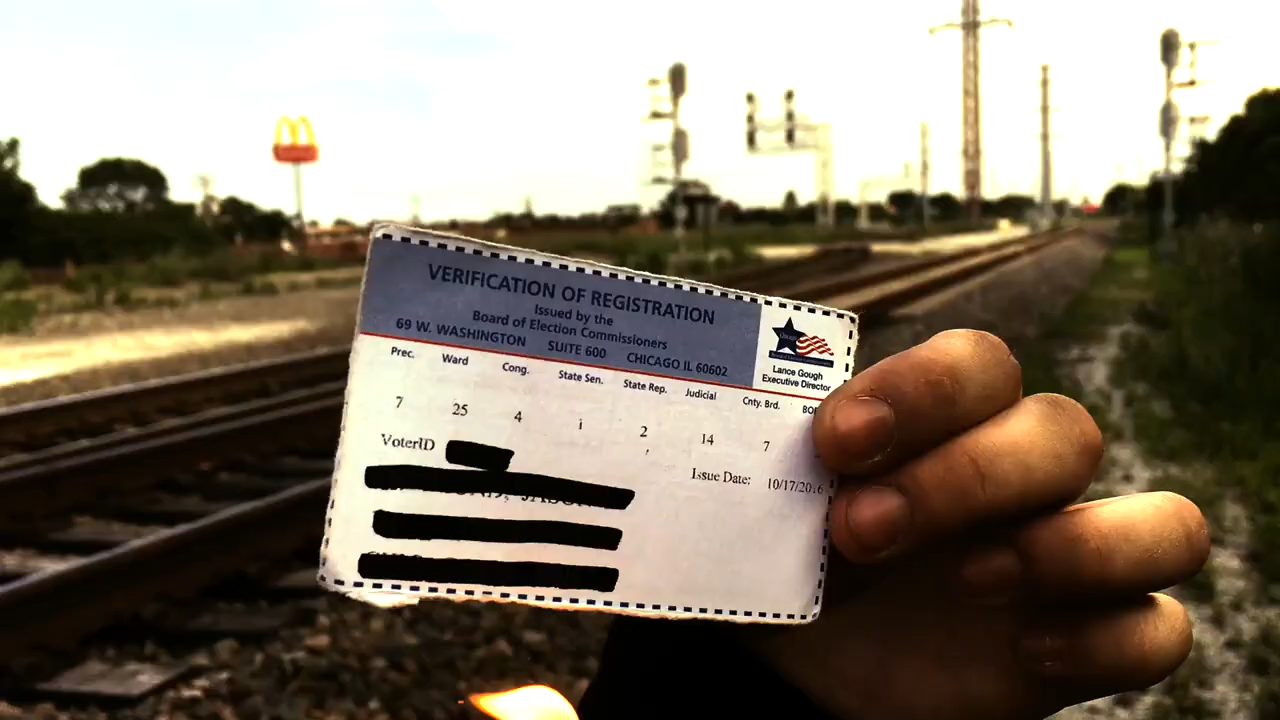 VERIFICATION OF REGISTRATION
Issued by the
Board of Election Commissioners
69 W. WASHINGTON SUITE 600 CHICAGO IL 60602
Lance Gough
Executive Director
Prec. Ward Cong. State Sen. State Rep. Judicial Cnty. Brd.
7 25 4 1 2 14 7
VoterID
Issue Date: 10/17/2016